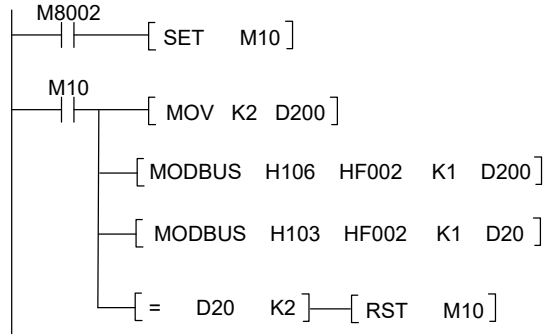 M8002
SET M10
M10
MOV K2 D200
MODBUS H106 HF002 K1 D200
MODBUS H103 HF002 K1 D20
= D20 K2 RST M10